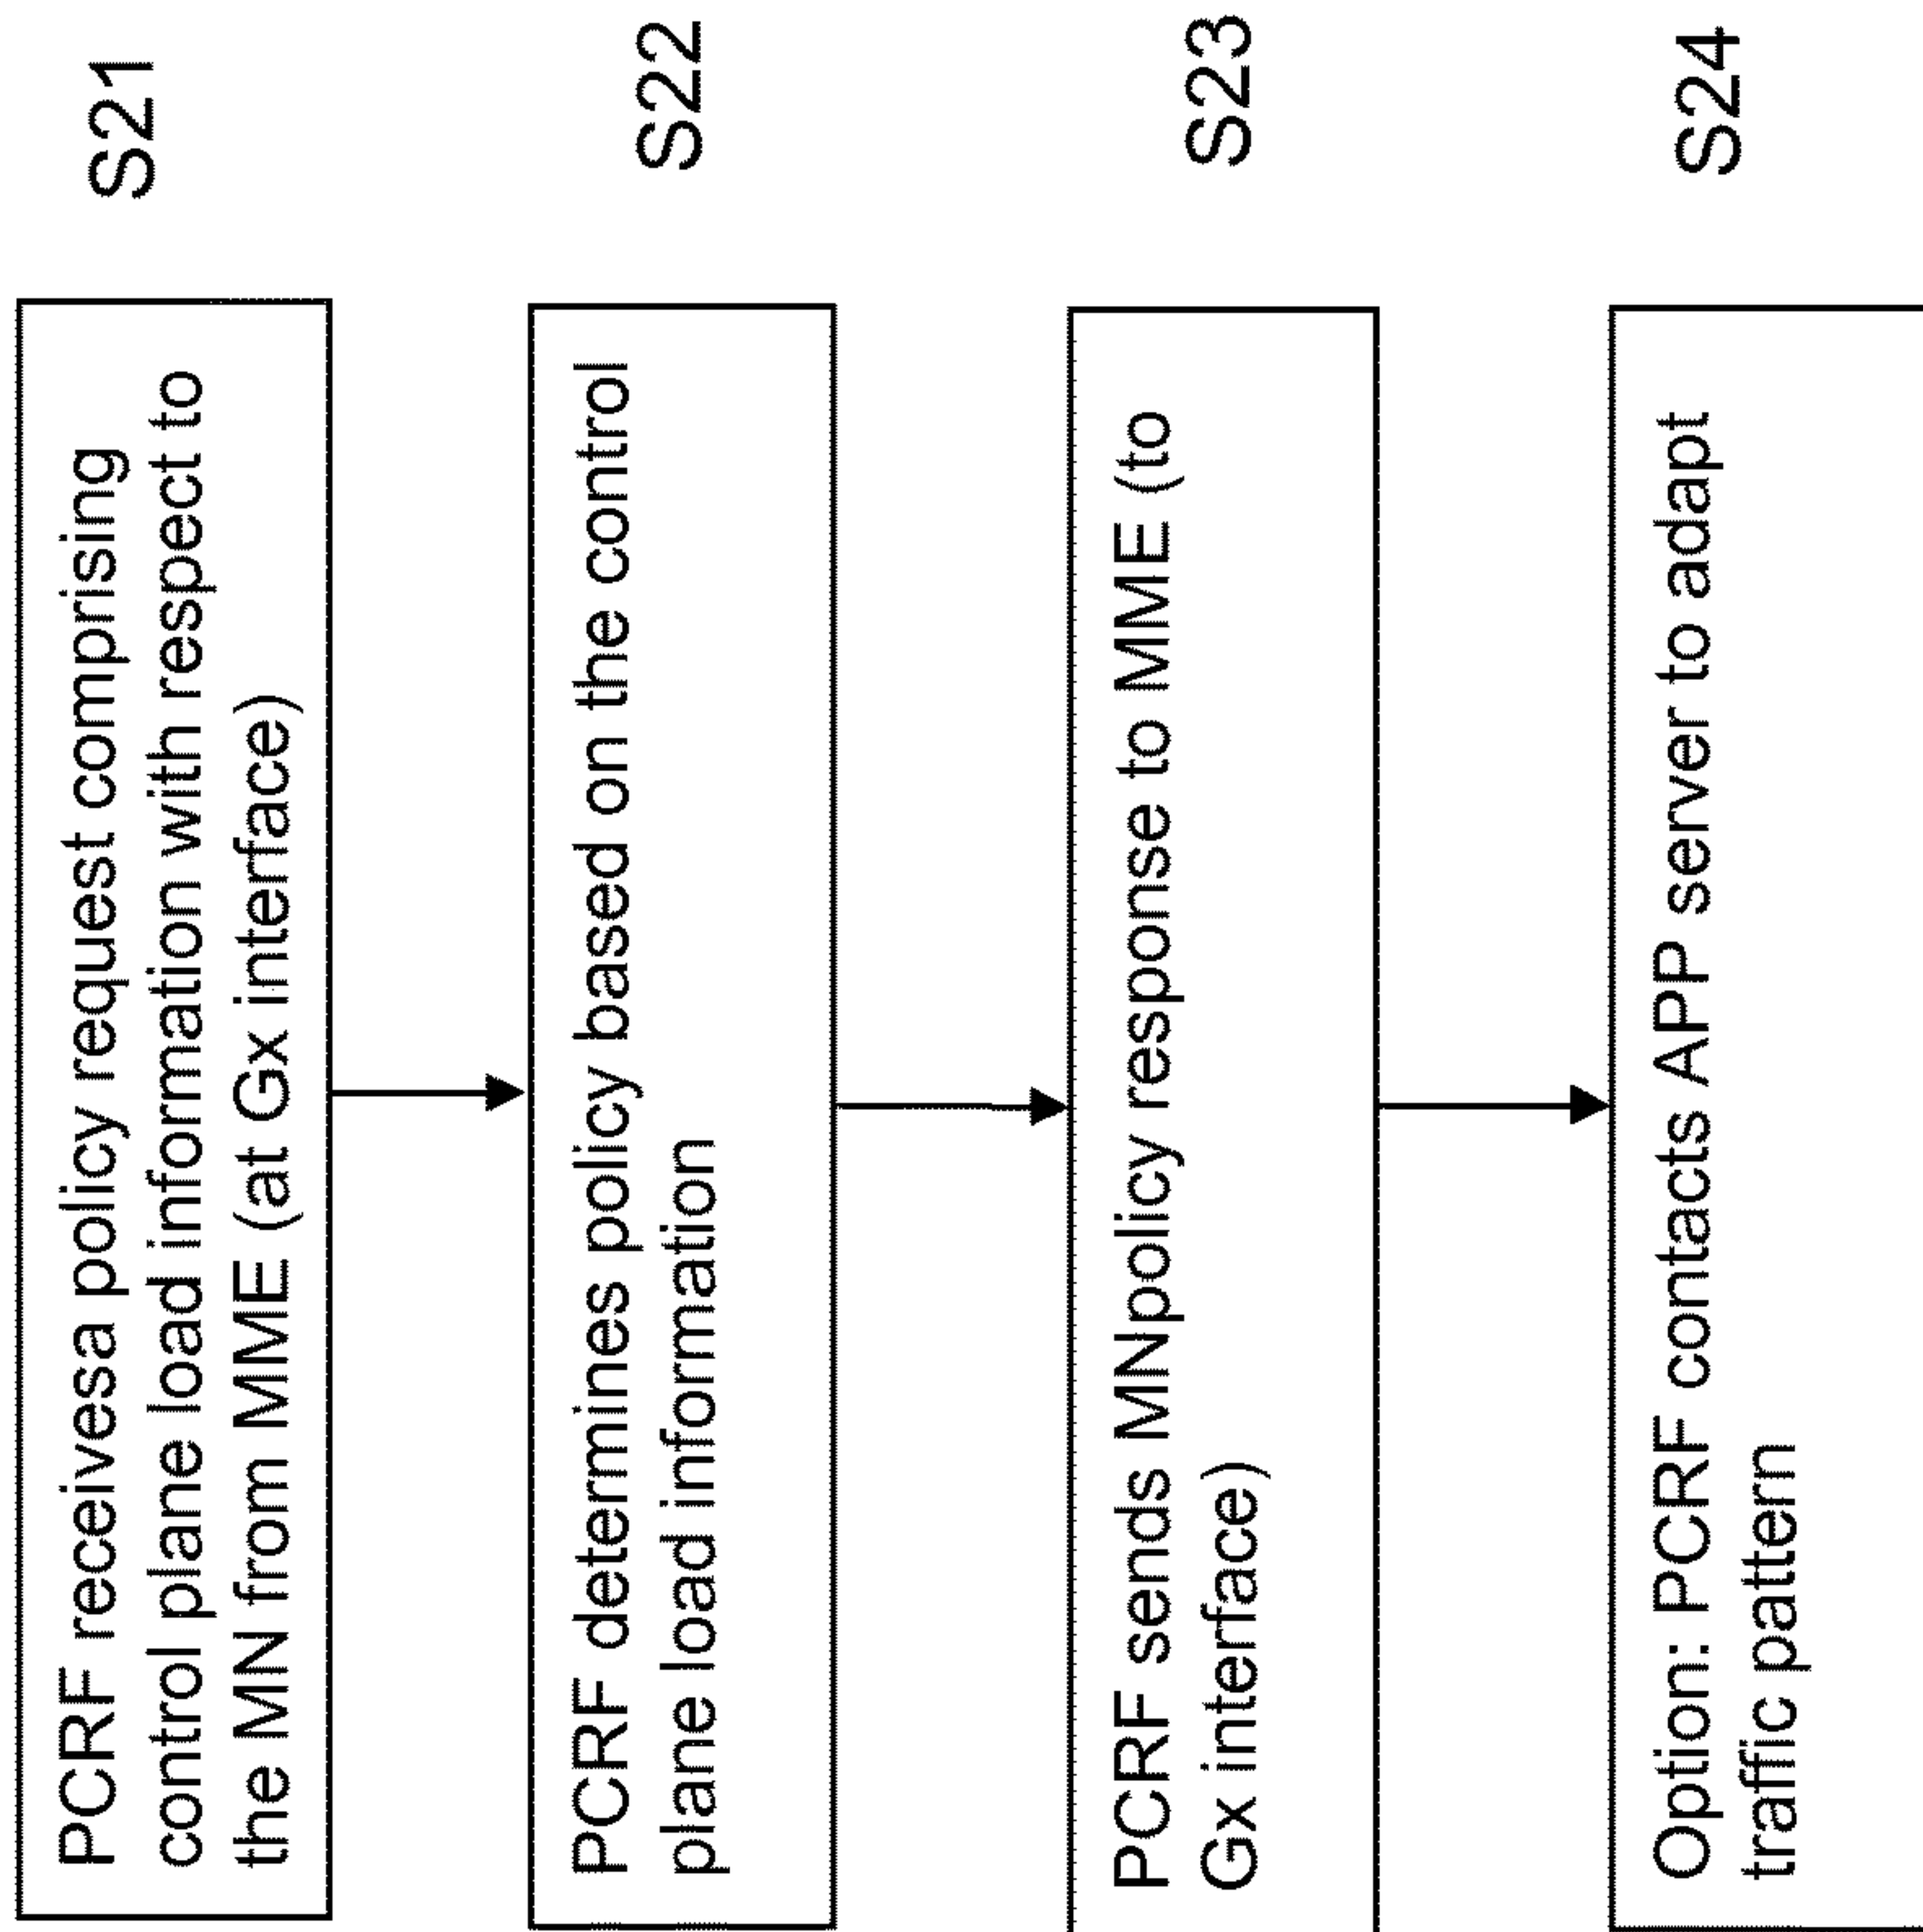 PCRF receivesa policy request comprising
control plane load information with respect to
the MN from MME (at Gx interface)
S21
PCRF determines policy based on the control
plane load information
S22
PCRF sends MNpolicy response to MME (to
Gx interface)
S23
Option: PCRF contacts APP server to adapt
traffic pattern
S24